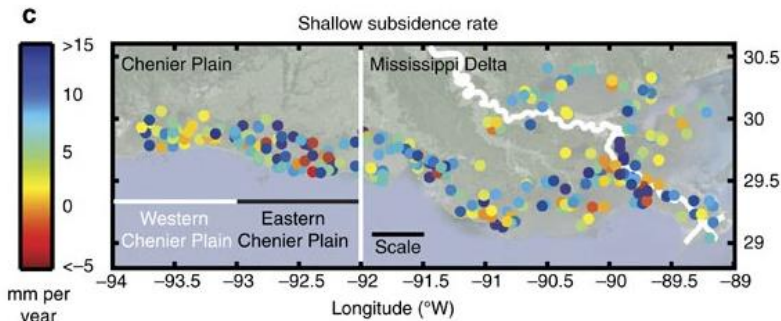 c
Shallow subsidence rate
>15
10
5
0
<−5
mm per
year
Chenier Plain
Mississippi Delta
Western
Chenier Plain
Eastern
Chenier Plain
Scale
30.5
30
29.5
29
−94 −93.5 −93 −92.5 −92 −91.5 −91 −90.5 −90 −89.5 −89
Longitude (°W)